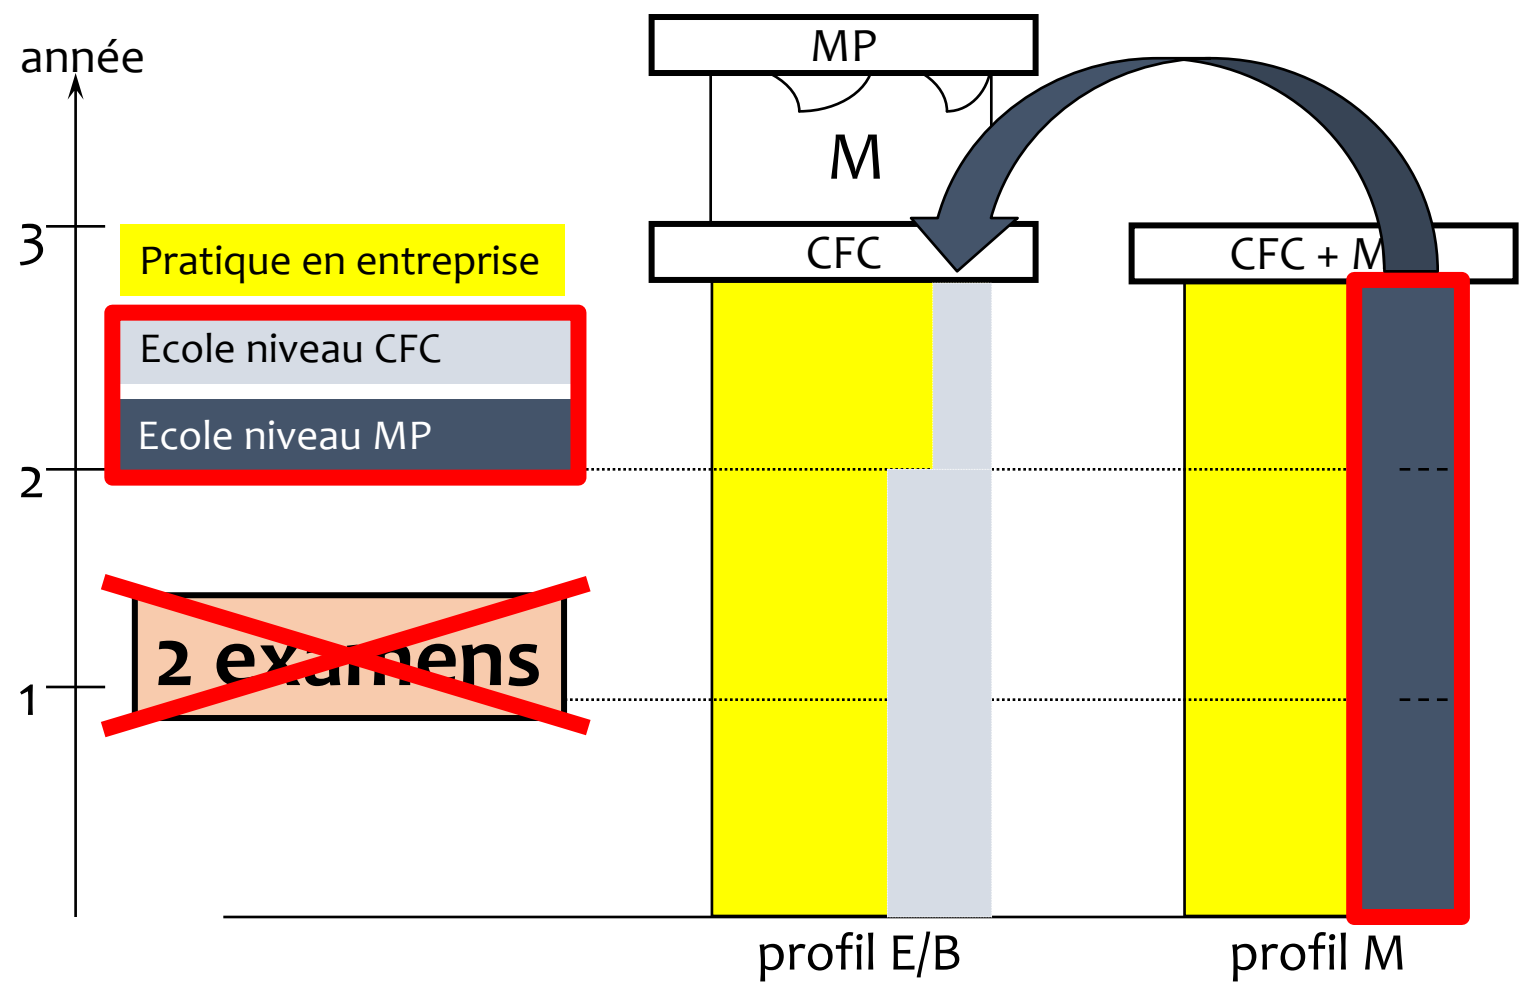 année
MP
M
3
Pratique en entreprise
CFC
CFC + M
Ecole niveau CFC
Ecole niveau MP
2
2 examens
1
profil E/B
profil M